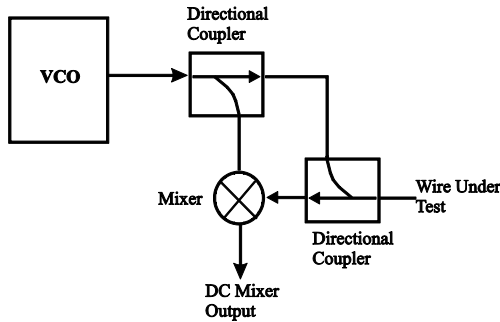 Directional
Coupler
VCO
Mixer
Wire Under
Test
Directional
Coupler
DC Mixer
Output